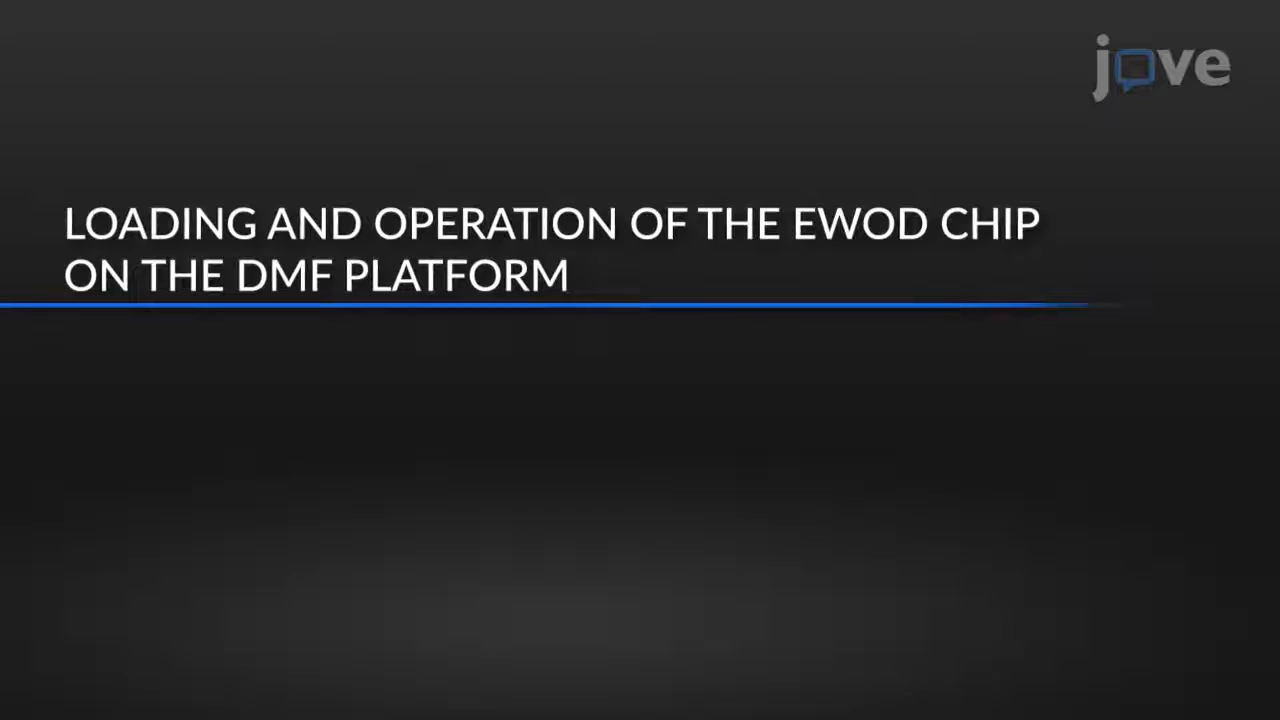 jove
LOADING AND OPERATION OF THE EWOD CHIP
ON THE DMF PLATFORM